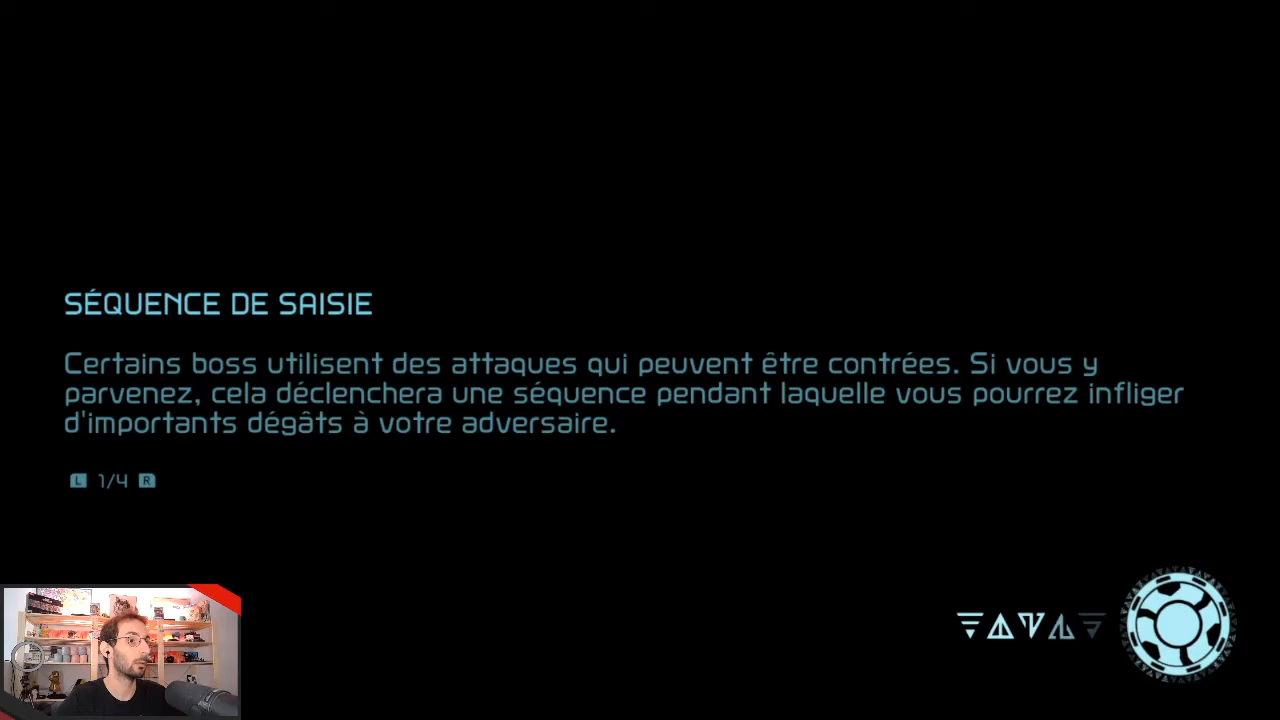 SÉQUENCE DE SAISIE
Certains boss utilisent des attaques qui peuvent être contrées. Si vous y
parvenez, cela déclenchera une séquence pendant laquelle vous pourrez infliger
d'importants dégâts à votre adversaire.
L 1/4 R